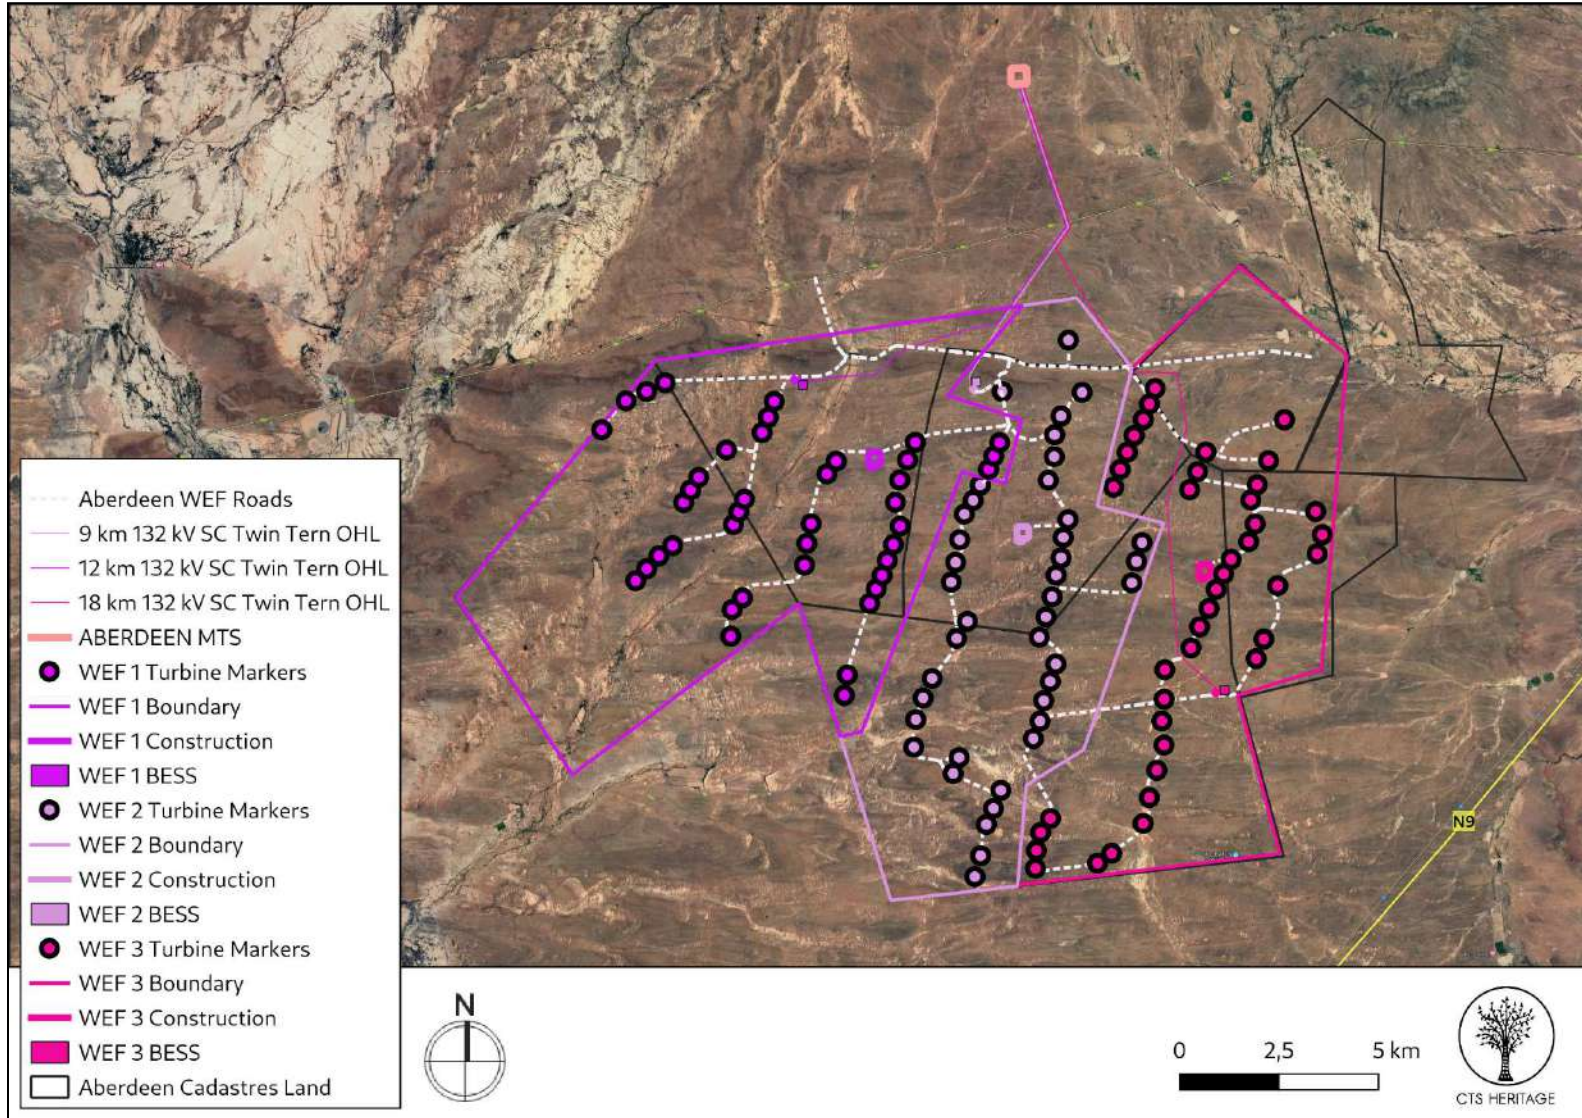 Aberdeen WEF Roads
9 km 132 kV SC Twin Tern OHL
12 km 132 kV SC Twin Tern OHL
18 km 132 kV SC Twin Tern OHL
ABERDEEN MTS
WEF 1 Turbine Markers
WEF 1 Boundary
WEF 1 Construction
WEF 1 BESS
WEF 2 Turbine Markers
WEF 2 Boundary
WEF 2 Construction
WEF 2 BESS
WEF 3 Turbine Markers
WEF 3 Boundary
WEF 3 Construction
WEF 3 BESS
Aberdeen Cadastres Land
N9
N
0 2,5 5 km
CTS HERITAGE